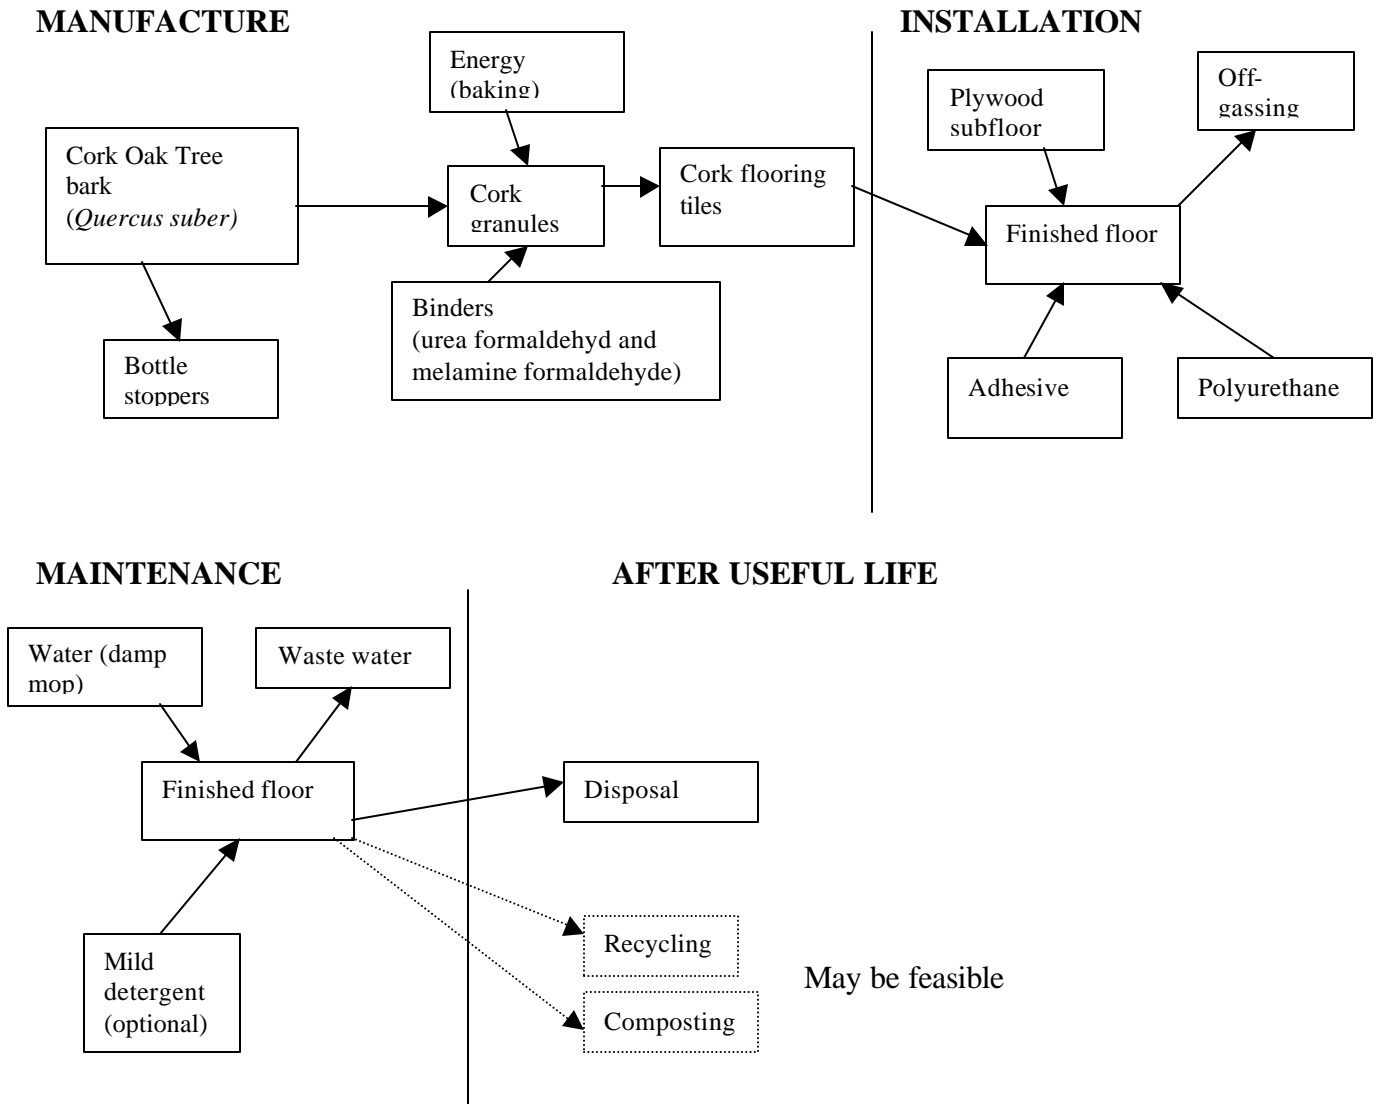 MANUFACTURE
INSTALLATION
Energy
(baking)
Plywood
subfloor
Off-
gassing
Cork Oak Tree
bark
(Quercus suber)
Cork
granules
Cork flooring
tiles
Finished floor
Binders
(urea formaldehyd and
melamine formaldehyde)
Bottle
stoppers
Adhesive
Polyurethane
MAINTENANCE
AFTER USEFUL LIFE
Water (damp
mop)
Waste water
Finished floor
Disposal
Mild
detergent
(optional)
Recycling
May be feasible
Composting